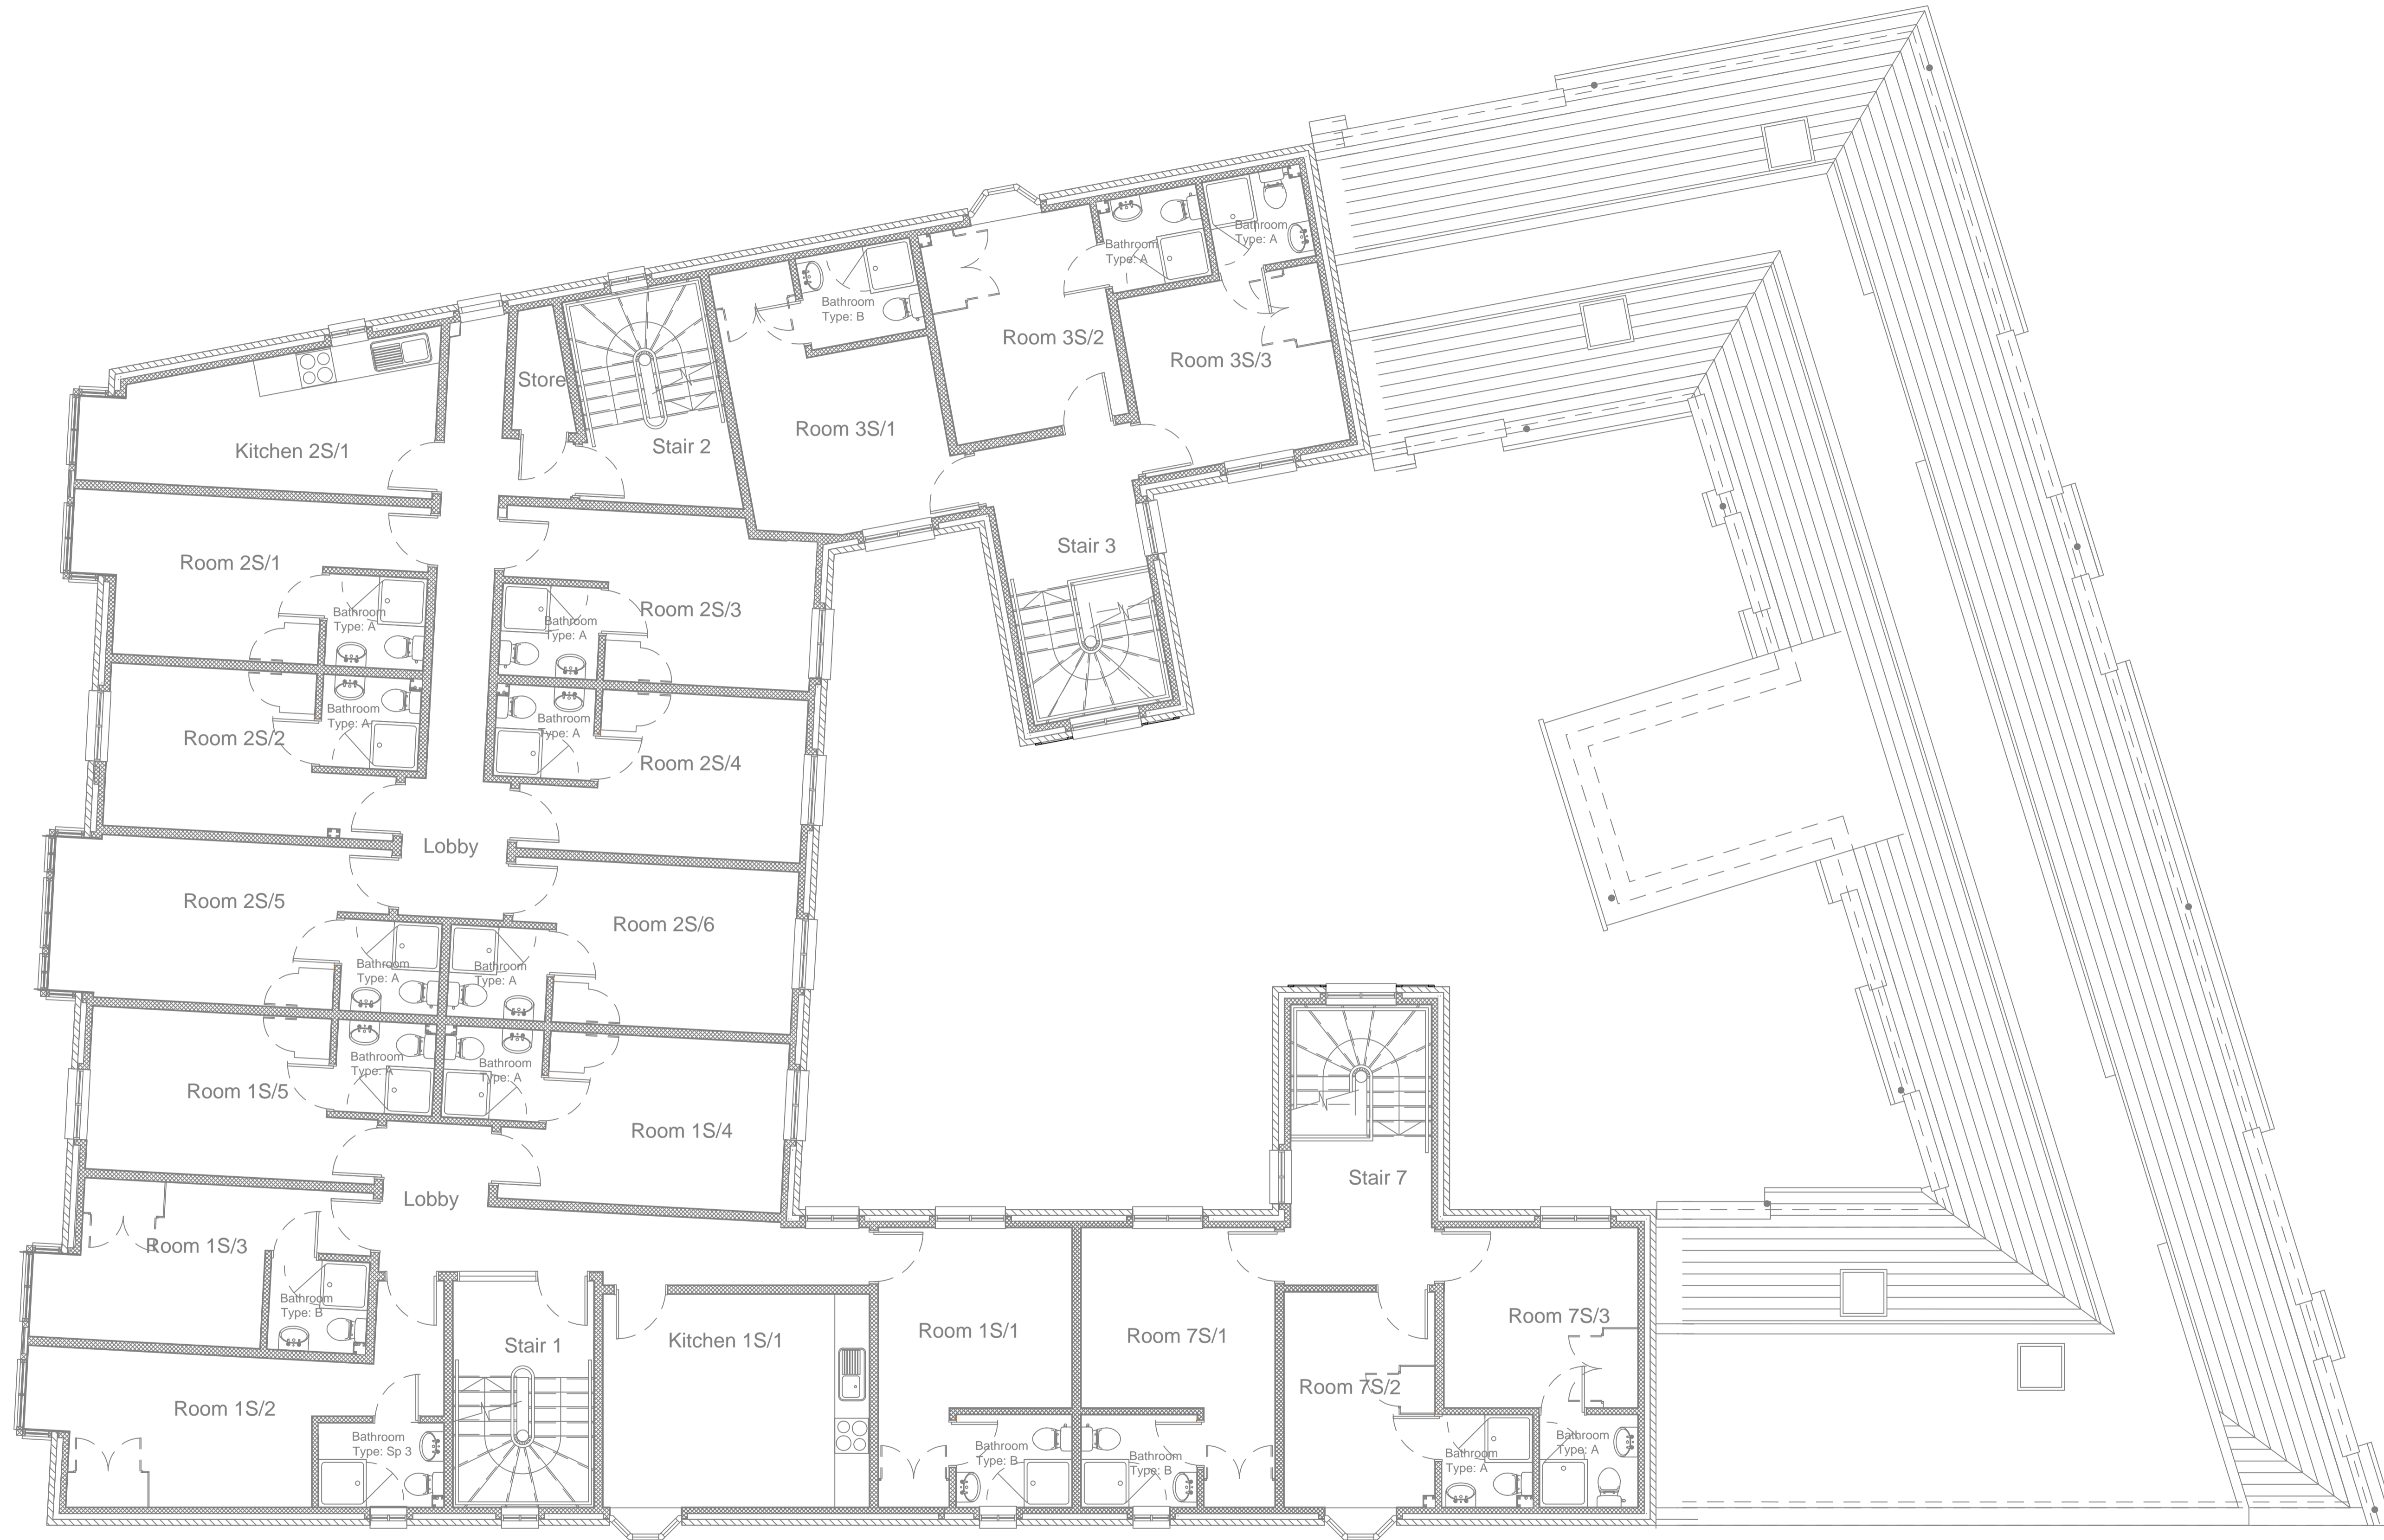 Bathroom
Type: A
Bathroom
Type: A
Bathroom
Type: B
Room 3S/2
Room 3S/3
Store
Room 3S/1
Stair 2
Kitchen 2S/1
Stair 3
Room 2S/1
Bathroom
Type: A
Bathroom
Type: A
Room 2S/3
Bathroom
Type: A
Bathroom
Type: A
Room 2S/2
Room 2S/4
Lobby
Room 2S/5
Room 2S/6
Bathroom
Type: A
Bathroom
Type: A
Bathroom
Type: A
Bathroom
Type: A
Room 1S/5
Room 1S/4
Stair 7
Lobby
Room 1S/3
Bathroom
Type: B
Stair 1
Kitchen 1S/1
Room 1S/1
Room 7S/1
Room 7S/3
Room 7S/2
Room 1S/2
Bathroom
Type: Sp 3
Bathroom
Type: B
Bathroom
Type: B
Bathroom
Type: A
Bathroom
Type: A